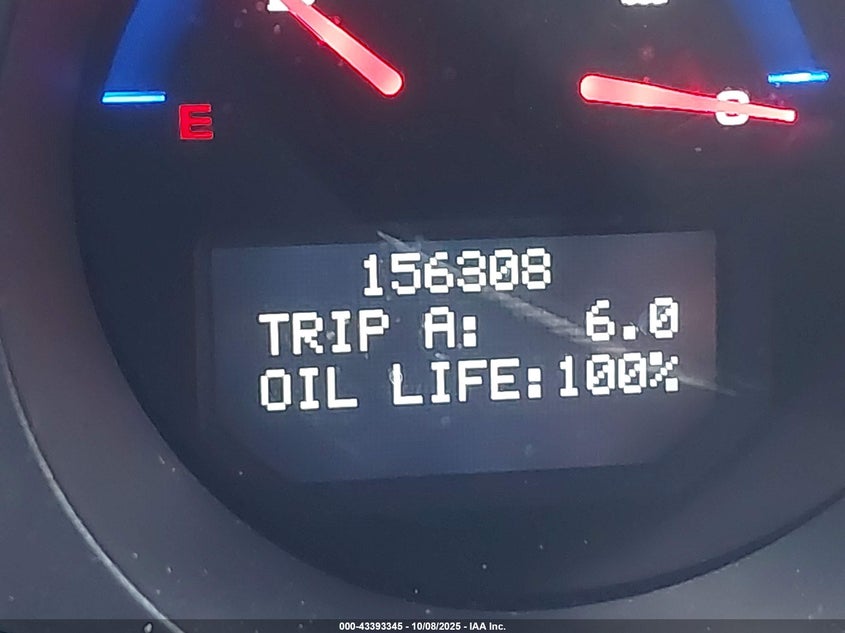 E
C
156308
TRIP A: 6.0
OIL LIFE:100%
000-43393345 - 10/08/2025 - IAA Inc.